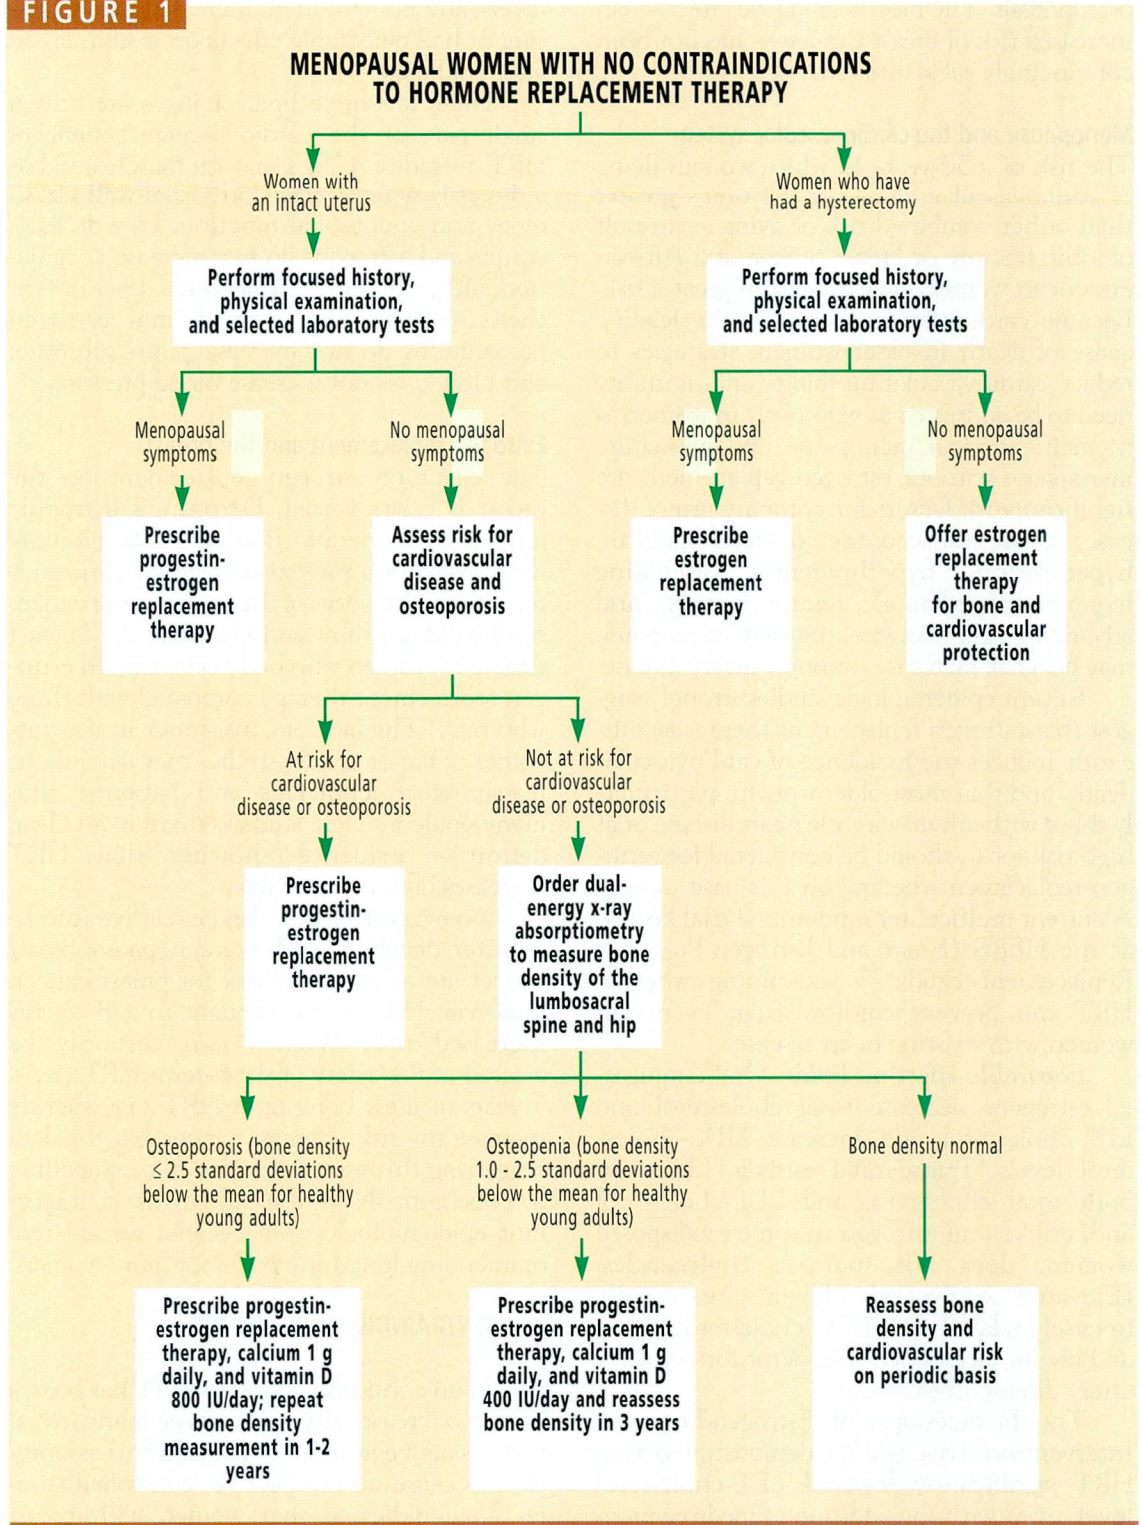 FIGURE 1
MENOPAUSAL WOMEN WITH NO CONTRAINDICATIONS
TO HORMONE REPLACEMENT THERAPY
Women with
an intact uterus
Women who have
had a hysterectomy
Perform focused history,
physical examination,
and selected laboratory tests
Perform focused history,
physical examination,
and selected laboratory tests
Menopausal
symptoms
No menopausal
symptoms
Menopausal
symptoms
No menopausal
symptoms
Prescribe
progestin-
estrogen
replacement
therapy
Assess risk for
cardiovascular
disease and
osteoporosis
Prescribe
estrogen
replacement
therapy
Offer estrogen
replacement
therapy
for bone and
cardiovascular
protection
At risk for
cardiovascular
disease or osteoporosis
Not at risk for
cardiovascular
disease or osteoporosis
Prescribe
progestin-
estrogen
replacement
therapy
Order dual-
energy x-ray
absorptiometry
to measure bone
density of the
lumbosacral
spine and hip
Osteoporosis (bone density
≤ 2.5 standard deviations
below the mean for healthy
young adults)
Osteopenia (bone density
1.0 - 2.5 standard deviations
below the mean for healthy
young adults)
Bone density normal
Prescribe progestin-
estrogen replacement
therapy, calcium 1 g
daily, and vitamin D
800 IU/day; repeat
bone density
measurement in 1-2
years
Prescribe progestin-
estrogen replacement
therapy, calcium 1 g
daily, and vitamin D
400 IU/day and reassess
bone density in 3 years
Reassess bone
density and
cardiovascular risk
on periodic basis